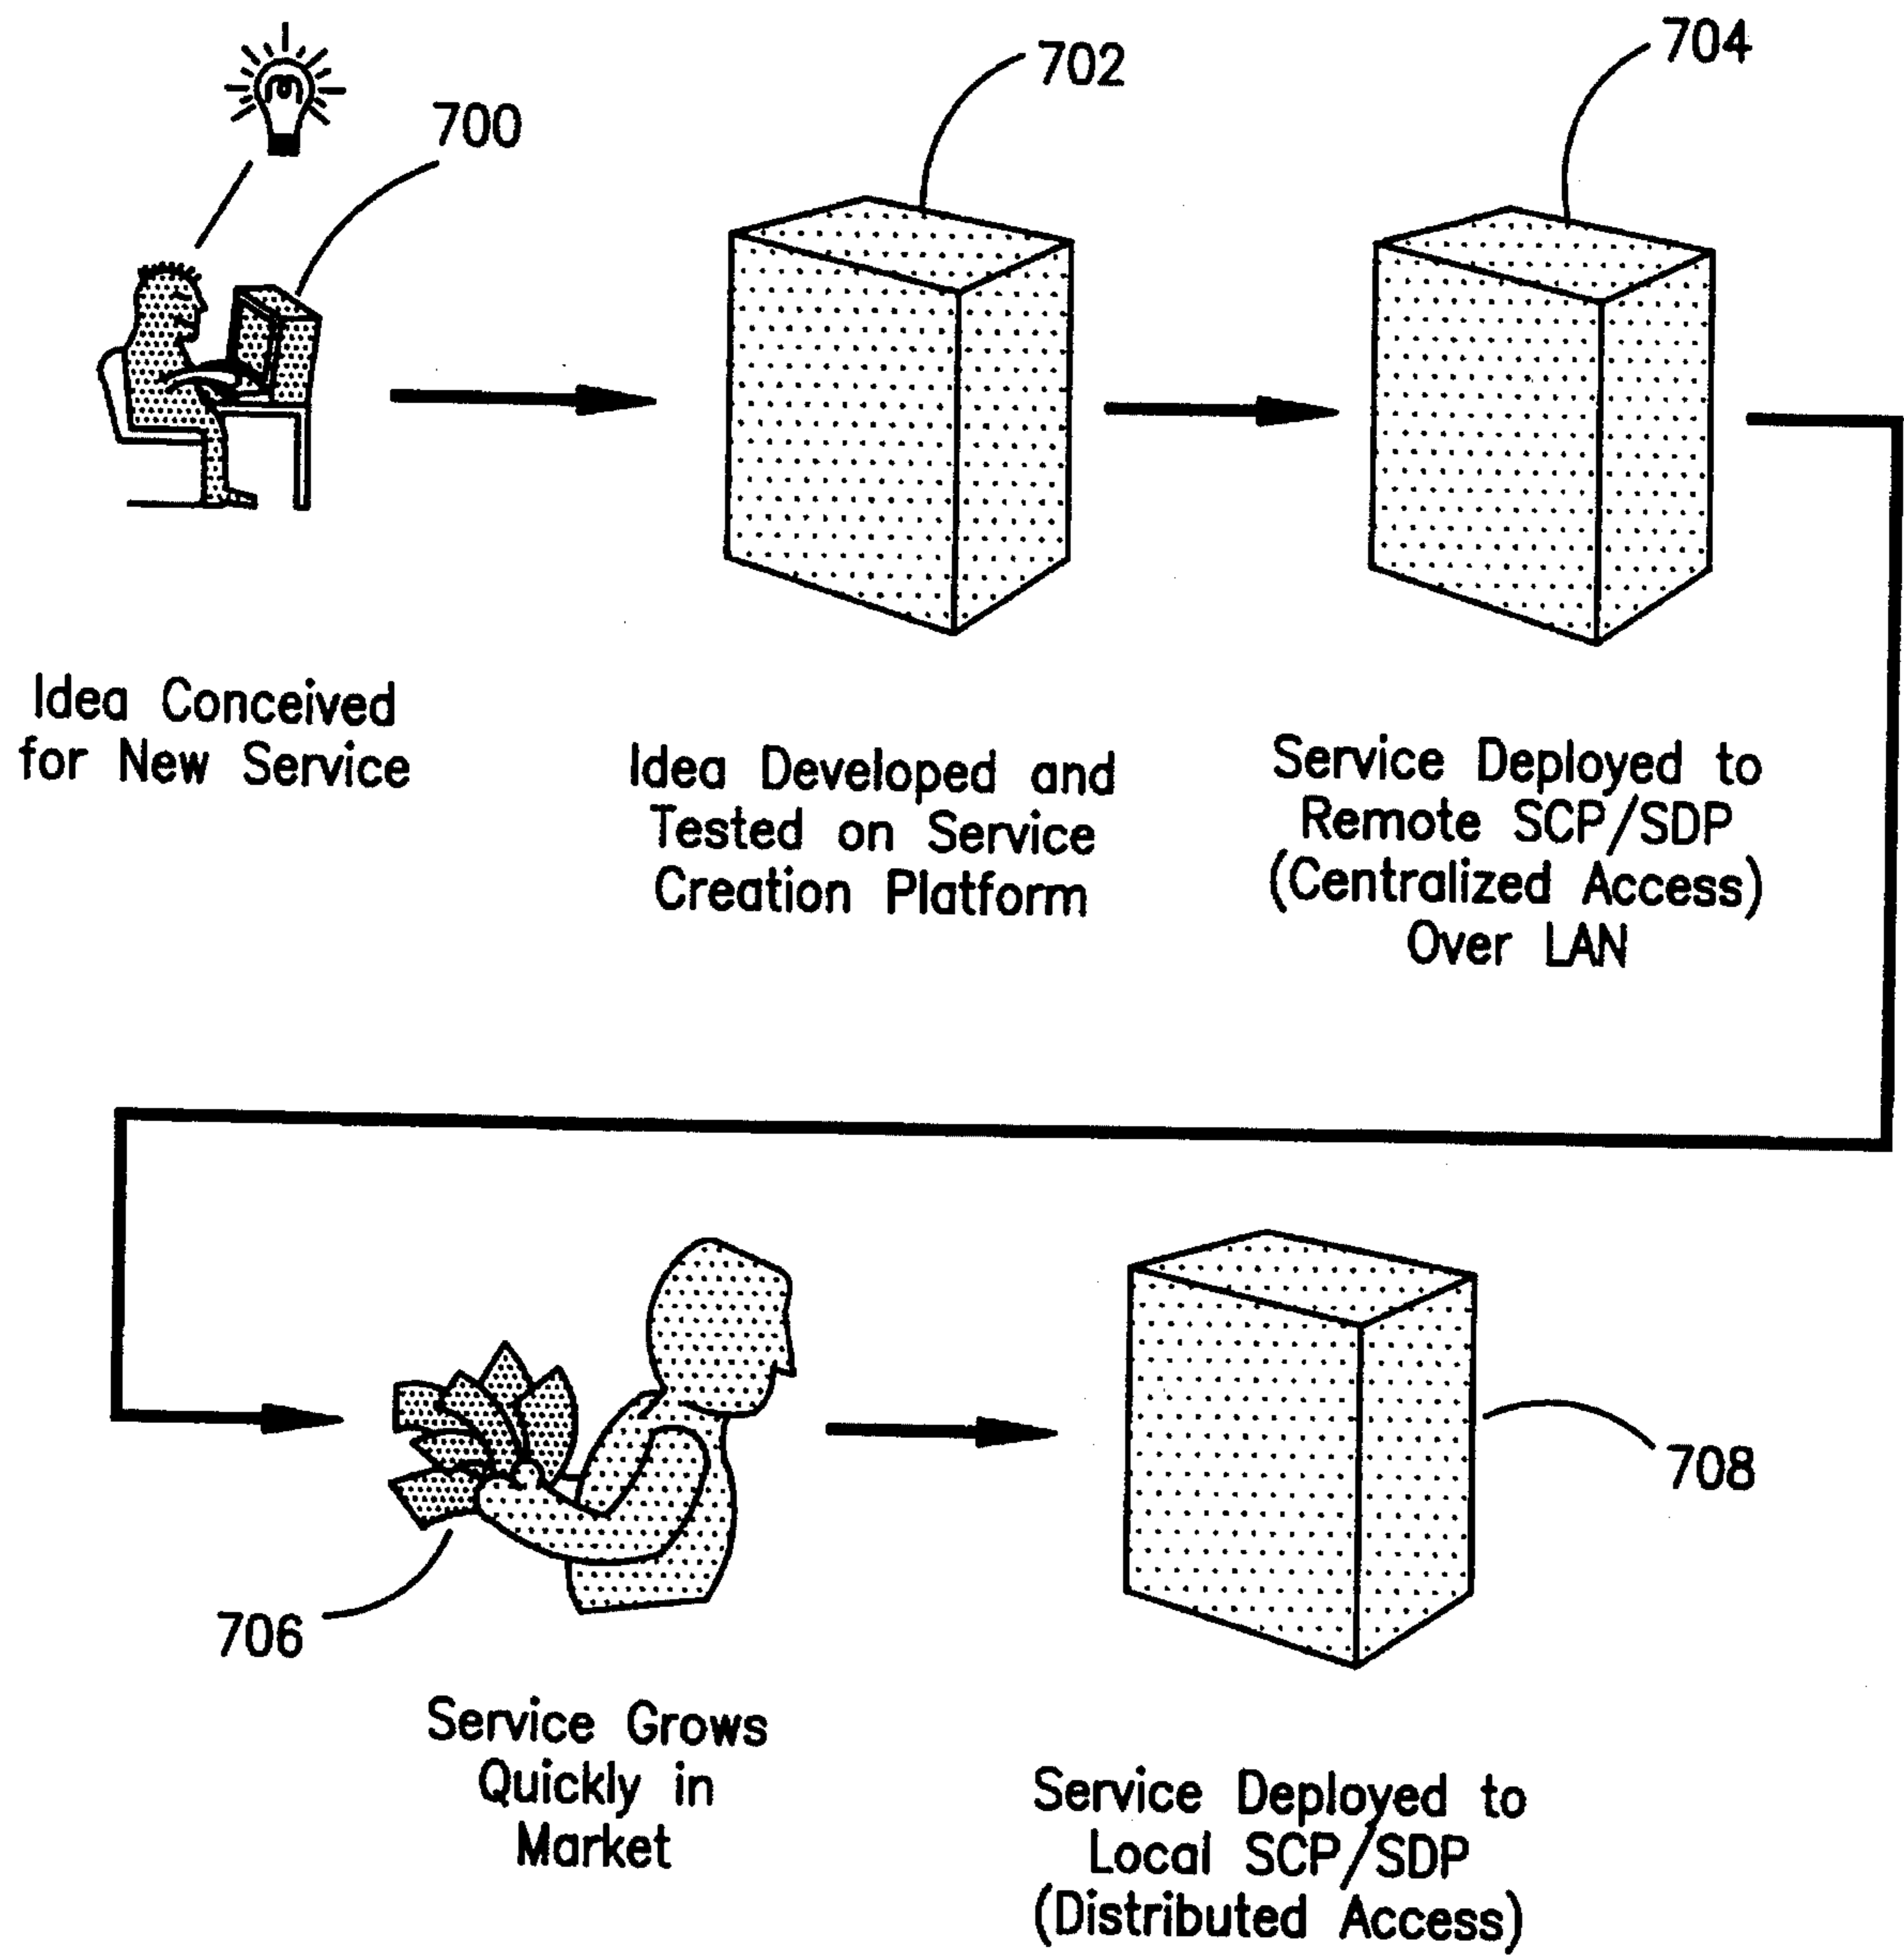 700
702
704
Idea Conceived
for New Service
Idea Developed and
Tested on Service
Creation Platform
Service Deployed to
Remote SCP/SDP
(Centralized Access)
Over LAN
706
708
Service Grows
Quickly in
Market
Service Deployed to
Local SCP/SDP
(Distributed Access)